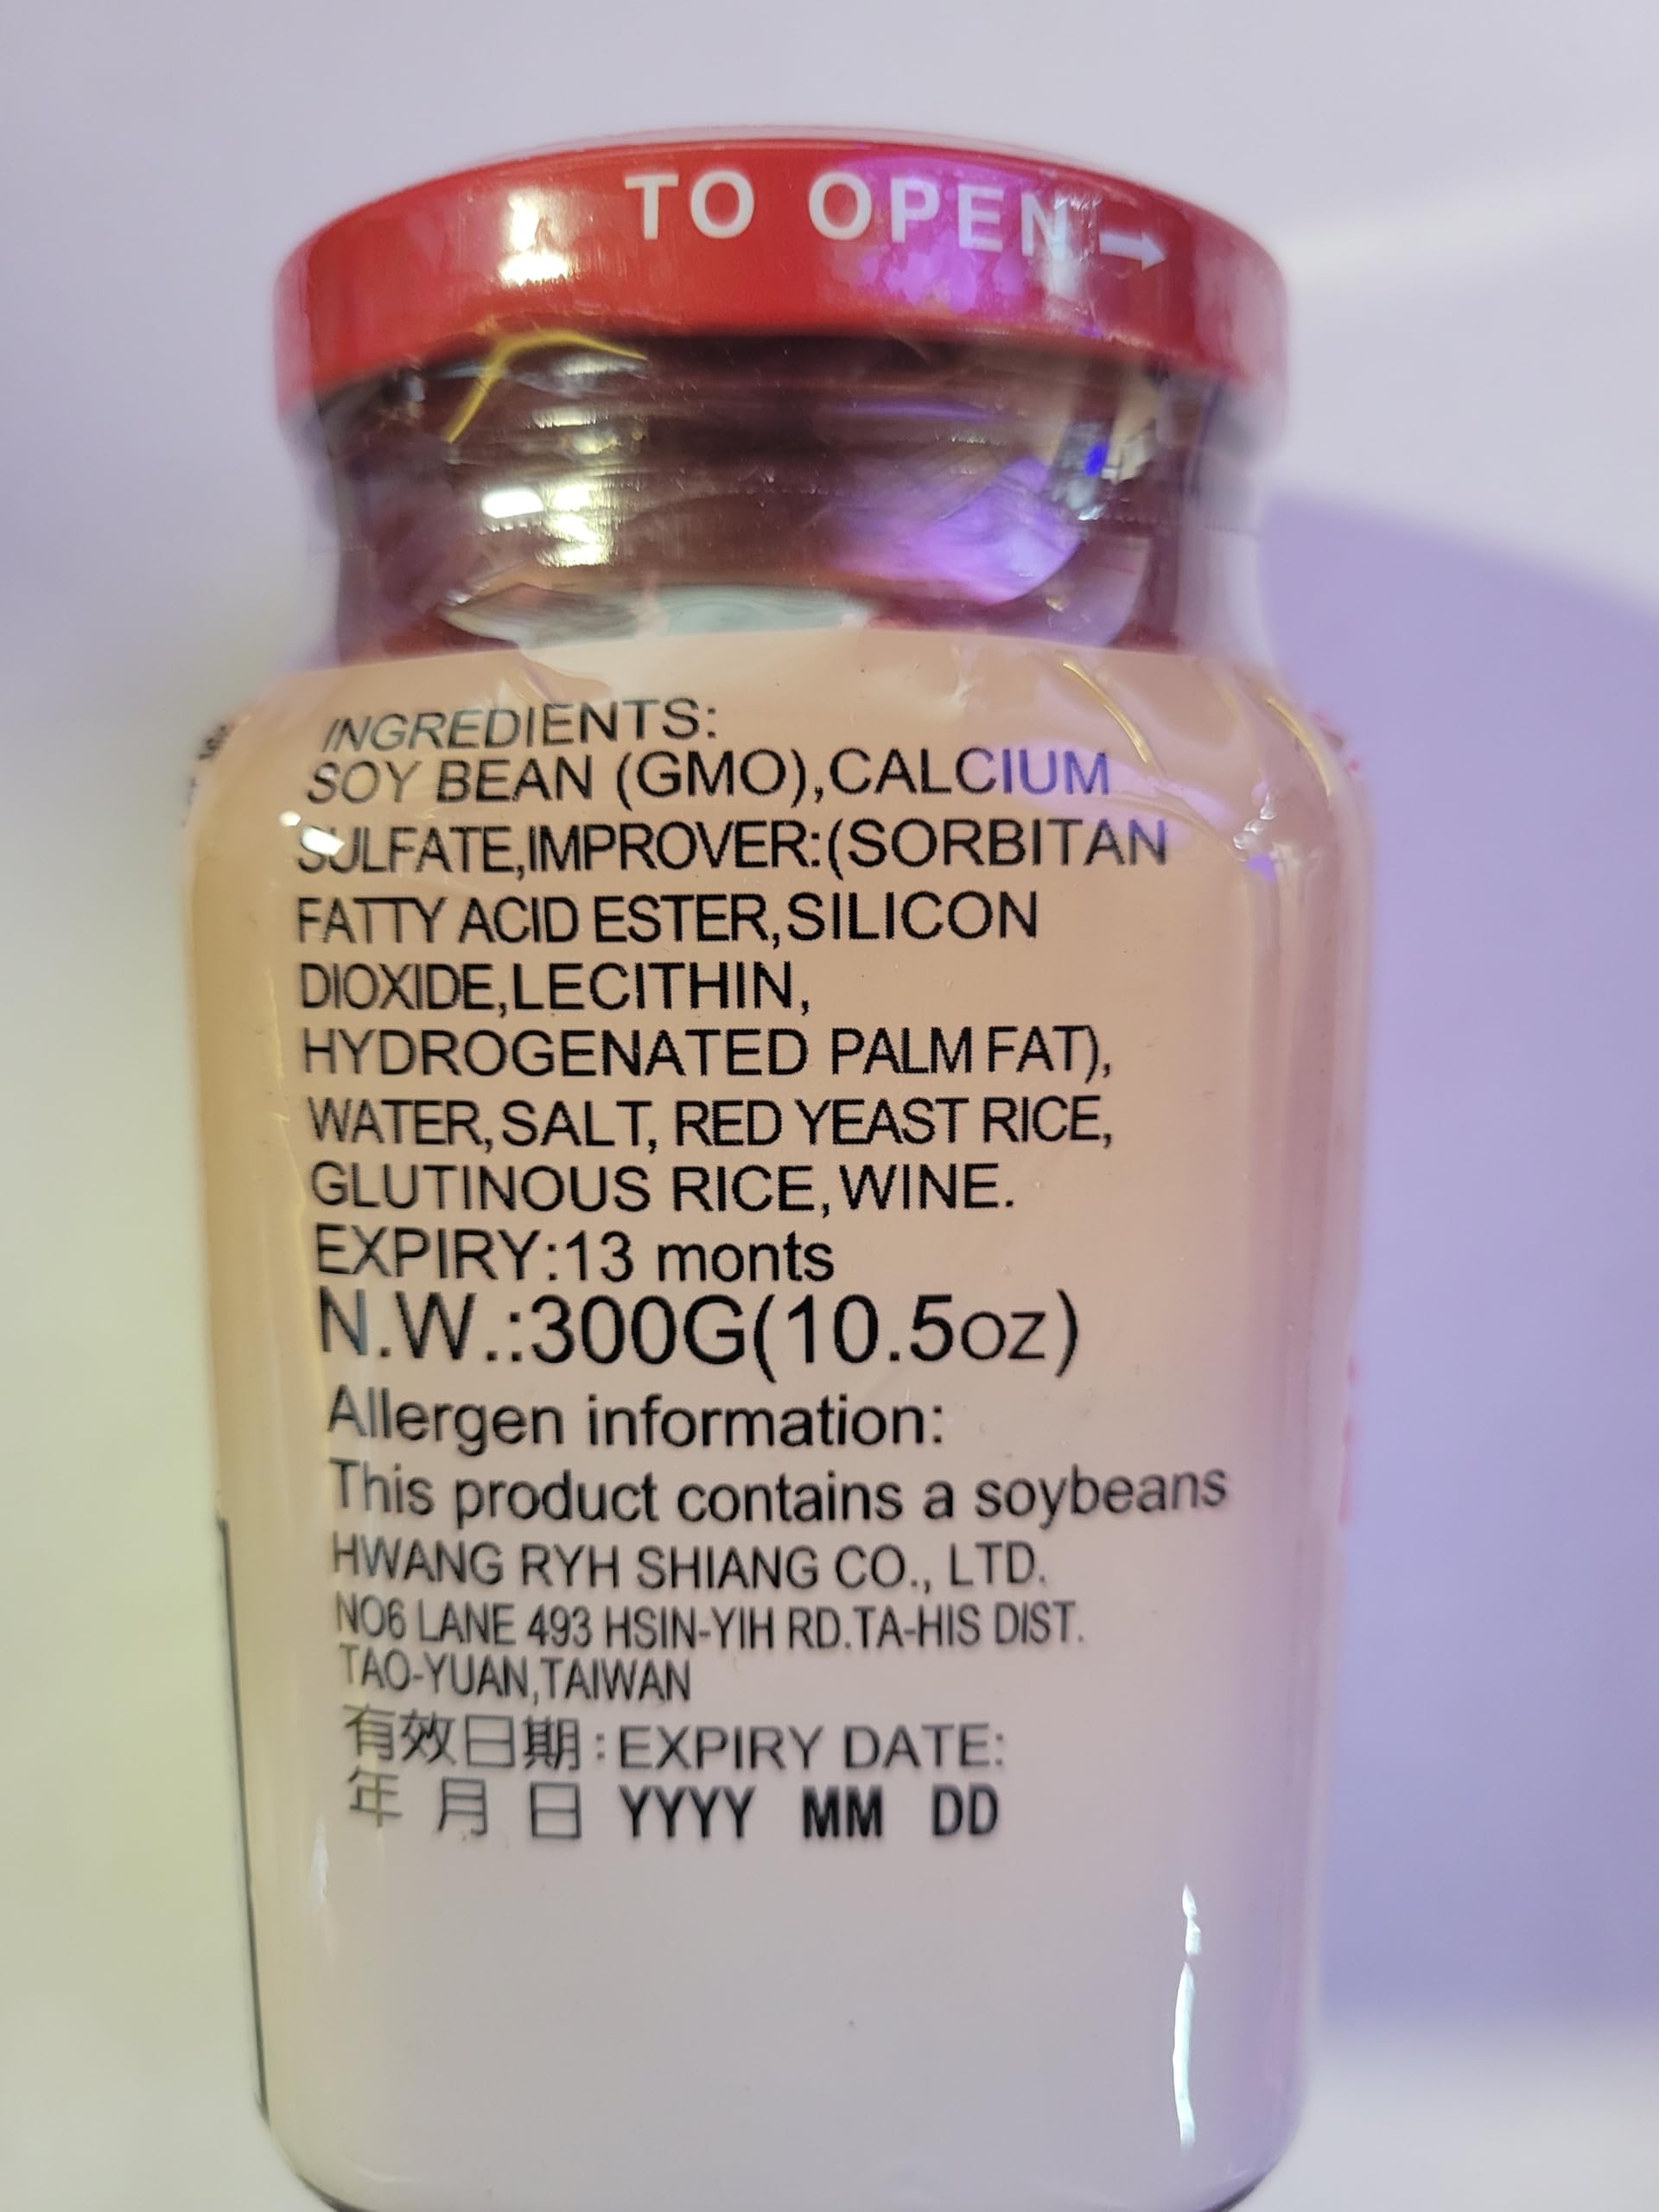 TO OPEN→
INGREDIENTS:
SOY BEAN (GMO),CALCIUM
SULFATE,IMPROVER:(SORBITAN
FATTY ACID ESTER,SILICON
DIOXIDE,LECITHIN,
HYDROGENATED PALM FAT),
WATER,SALT, RED YEAST RICE,
GLUTINOUS RICE,WINE.
EXPIRY:13 monts
N.W.:300G(10.5oz)
Allergen information:
This product contains a soybeans
HWANG RYH SHIANG CO., LTD.
NO6 LANE 493 HSIN-YIH RD.TA-HIS DIST.
TAO-YUAN,TAIWAN
有效日期:EXPIRY DATE:
年 月 日 YYYY MM DD